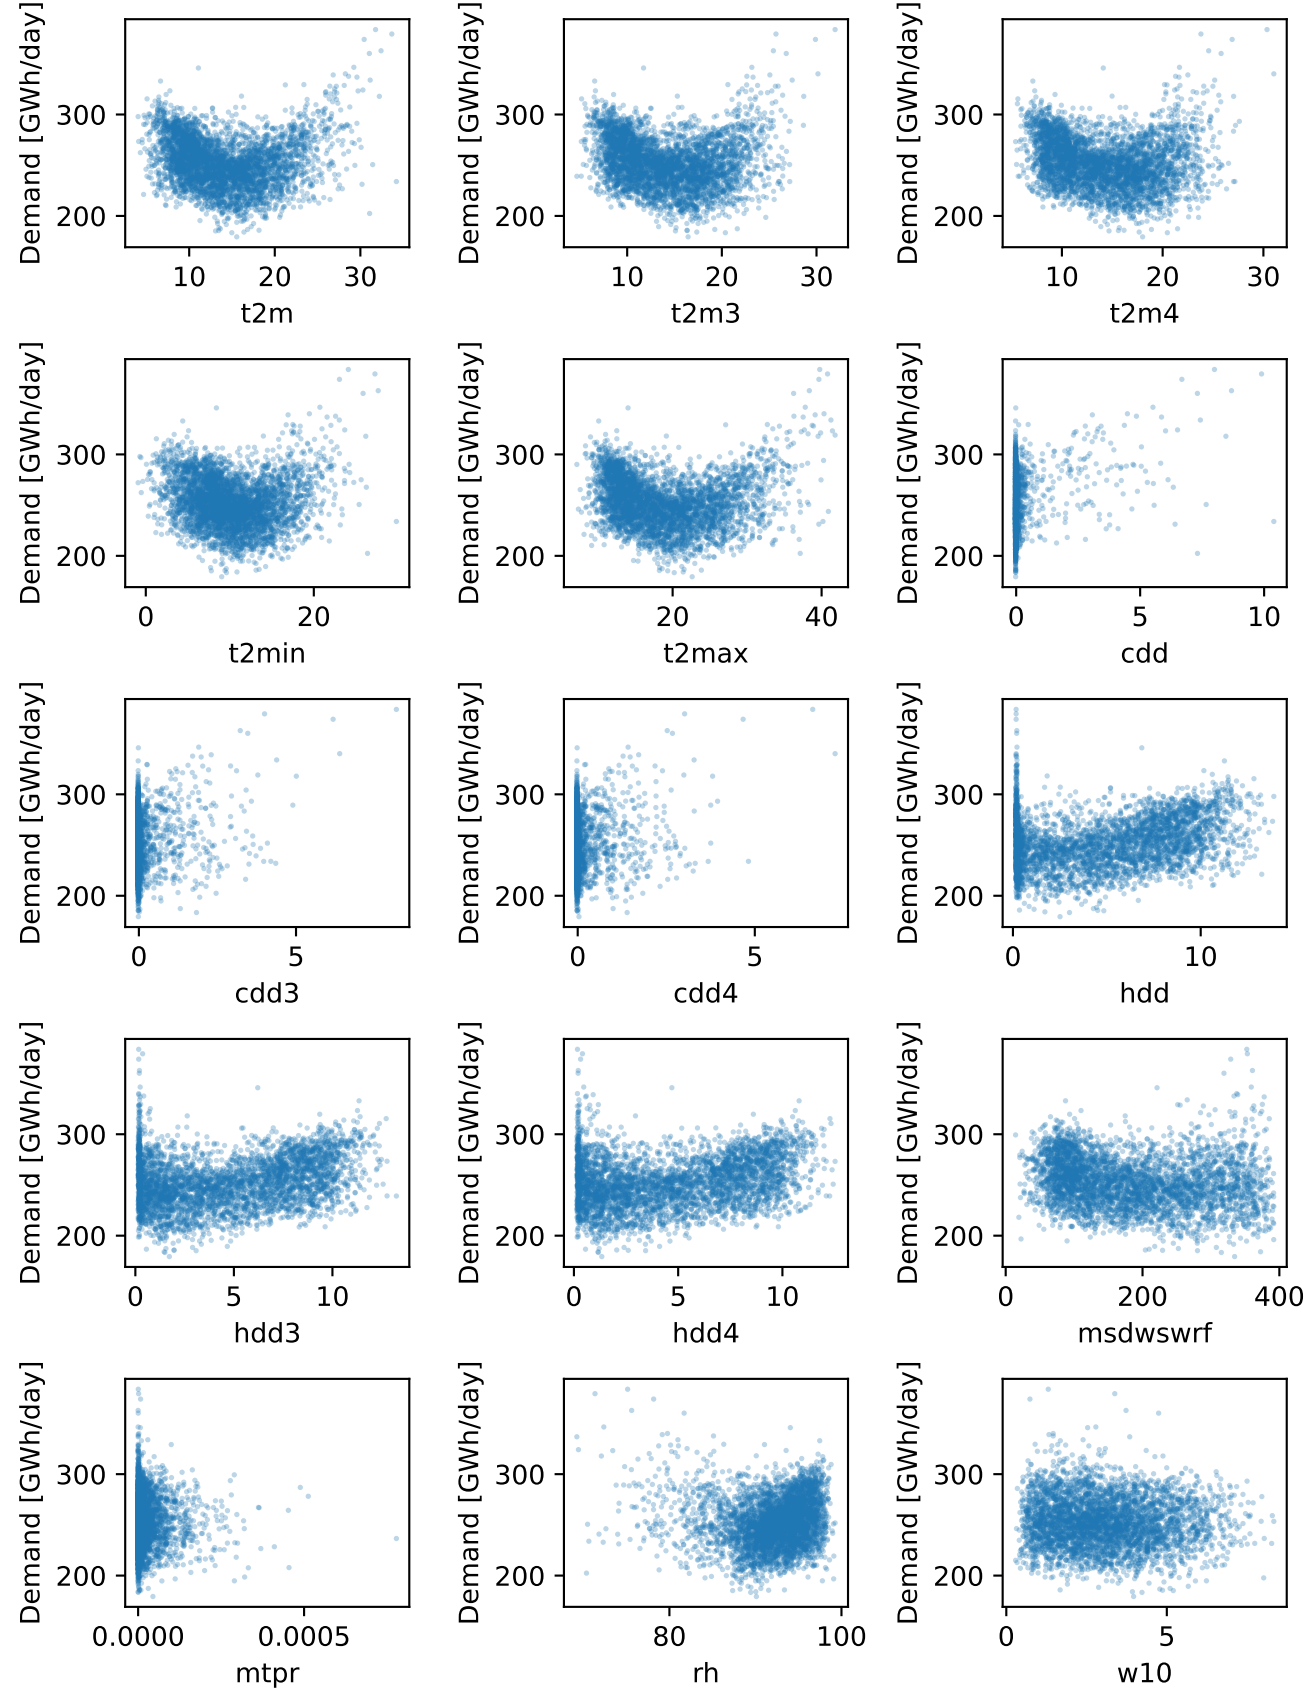 Demand [GWh/day]
300
200
10 20 30
t2m
Demand [GWh/day]
300
200
10 20 30
t2m3
Demand [GWh/day]
300
200
10 20 30
t2m4
Demand [GWh/day]
300
200
0 20
t2min
Demand [GWh/day]
300
200
20 40
t2max
Demand [GWh/day]
300
200
0 5 10
cdd
Demand [GWh/day]
300
200
0 5
cdd3
Demand [GWh/day]
300
200
0 5
cdd4
Demand [GWh/day]
300
200
0 10
hdd
Demand [GWh/day]
300
200
0 5 10
hdd3
Demand [GWh/day]
300
200
0 5 10
hdd4
Demand [GWh/day]
300
200
0 200 400
msdwswrf
Demand [GWh/day]
300
200
0.0000 0.0005
mtpr
Demand [GWh/day]
300
200
80 100
rh
Demand [GWh/day]
300
200
0 5
w10